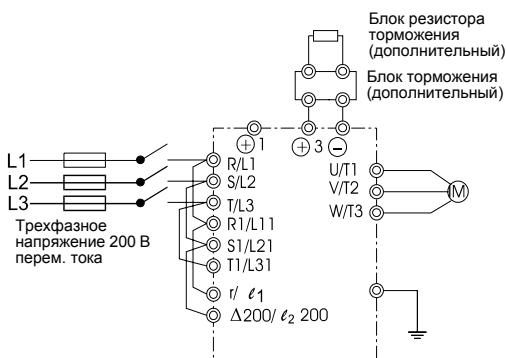 Блок резистора
торможения
(дополнительный)
Блок торможения
(дополнительный)
⊕ 1
⊕ 3 ⊖
L1
L2
L3
Трехфазное
напряжение 200 В
перем. тока
R/L1
S/L2
T/L3
R1/L11
S1/L21
T1/L31
r/ ℓ1
Δ200/ ℓ2 200
U/T1
V/T2
W/T3
M